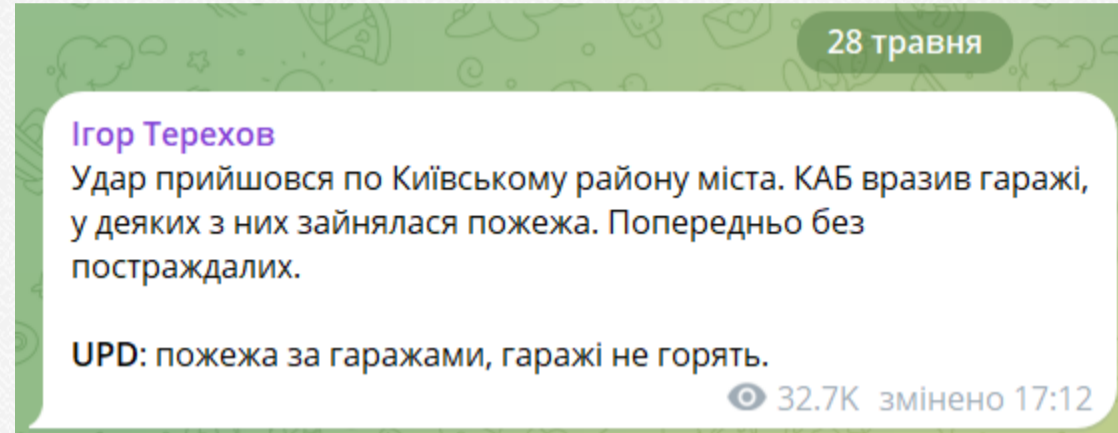 28 травня
Ігор Терехов
Удар прийшовся по Київському району міста. КАБ вразив гаражі,
у деяких з них зайнялася пожежа. Попередньо без
постраждалих.
UPD: пожежа за гаражами, гаражі не горять.
32.7K змінено 17:12